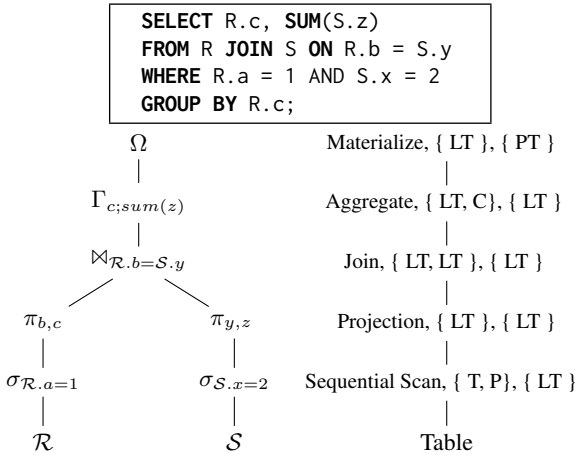 SELECT R.c, SUM(S.z)
FROM R JOIN S ON R.b = S.y
WHERE R.a = 1 AND S.x = 2
GROUP BY R.c;
Ω Materialize, { LT }, { PT }
Γc;sum(z) Aggregate, { LT, C}, { LT }
⋈R.b=S.y Join, { LT, LT }, { LT }
πb,c πy,z Projection, { LT }, { LT }
σR.a=1 σS.x=2 Sequential Scan, { T, P}, { LT }
R S Table